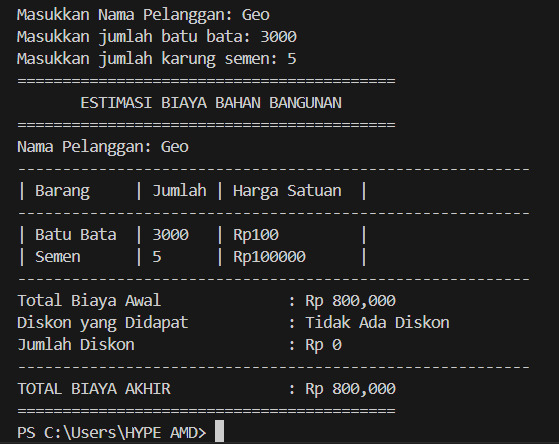 Masukkan Nama Pelanggan: Geo
Masukkan jumlah batu bata: 3000
Masukkan jumlah karung semen: 5
==========================================
       ESTIMASI BIAYA BAHAN BANGUNAN
==========================================
Nama Pelanggan: Geo
---------------------------------------------------------
| Barang     | Jumlah | Harga Satuan  |
---------------------------------------------------------
| Batu Bata  | 3000   | Rp100         |
| Semen      | 5      | Rp100000      |
---------------------------------------------------------
Total Biaya Awal              : Rp 800,000
Diskon yang Didapat           : Tidak Ada Diskon
Jumlah Diskon                 : Rp 0
---------------------------------------------------------
TOTAL BIAYA AKHIR             : Rp 800,000
==========================================
PS C:\Users\HYPE AMD>